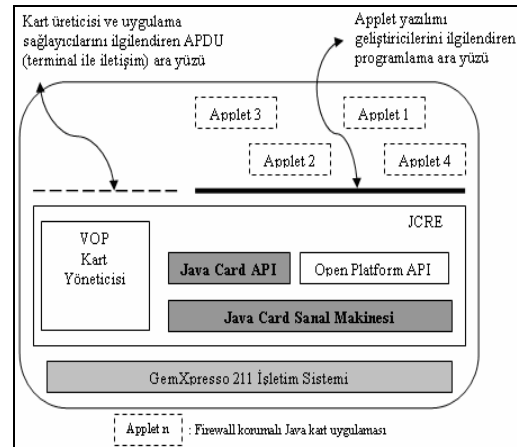 Kart üreticisi ve uygulama
sağlayıcılarını ilgilendiren APDU
(terminal ile iletişim) ara yüzü
Applet yazılımı
geliştiricilerini ilgilendiren
programlama ara yüzü
Applet 3
Applet 1
Applet 2
Applet 4
JCRE
VOP
Kart
Yöneticisi
Java Card API
Open Platform API
Java Card Sanal Makinesi
GemXpresso 211 İşletim Sistemi
Applet n : Firewall korumalı Java kart uygulaması